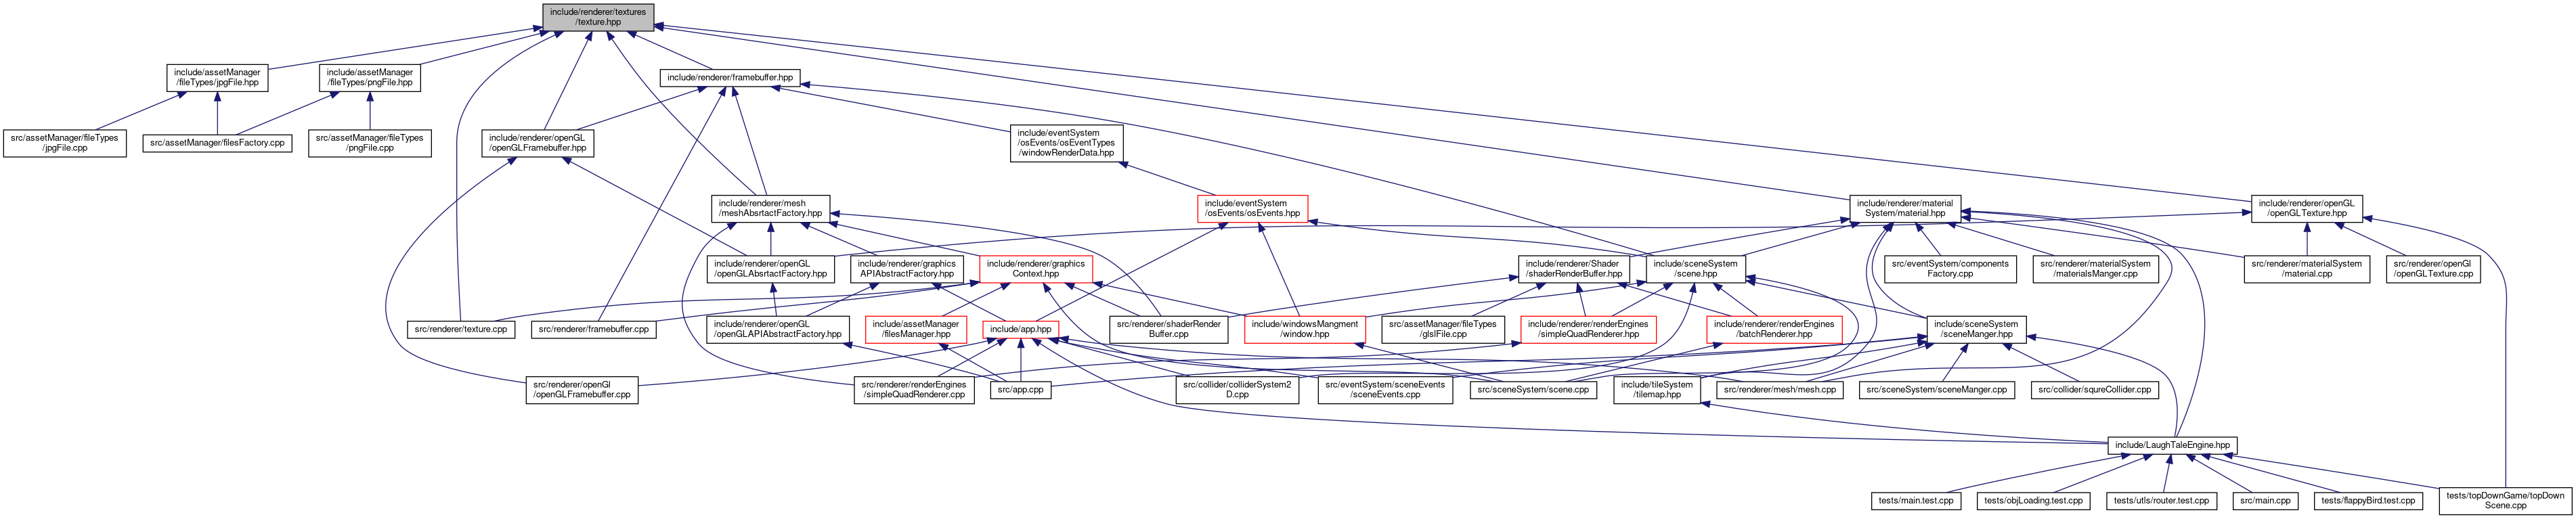 include/renderer/textures
/texture.hpp
include/assetManager
/fileTypes/jpgFile.hpp
include/assetManager
/fileTypes/pngFile.hpp
include/renderer/framebuffer.hpp
src/assetManager/fileTypes
/jpgFile.cpp
src/assetManager/filesFactory.cpp
src/assetManager/fileTypes
/pngFile.cpp
include/renderer/openGL
/openGLFramebuffer.hpp
include/eventSystem
/osEvents/osEventTypes
/windowRenderData.hpp
include/renderer/mesh
/meshAbsrtactFactory.hpp
include/eventSystem
/osEvents/osEvents.hpp
include/renderer/material
System/material.hpp
include/renderer/openGL
/openGLTexture.hpp
include/renderer/openGL
/openGLAbsrtactFactory.hpp
include/renderer/graphics
APIAbstractFactory.hpp
include/renderer/graphics
Context.hpp
include/renderer/Shader
/shaderRenderBuffer.hpp
include/sceneSystem
/scene.hpp
src/eventSystem/components
Factory.cpp
src/renderer/materialSystem
/materialsManger.cpp
src/renderer/materialSystem
/material.cpp
src/renderer/openGl
/openGLTexture.cpp
src/renderer/texture.cpp
src/renderer/framebuffer.cpp
include/renderer/openGL
/openGLAPIAbstractFactory.hpp
include/assetManager
/filesManager.hpp
include/app.hpp
src/renderer/shaderRender
Buffer.cpp
include/windowsMangment
/window.hpp
src/assetManager/fileTypes
/glslFile.cpp
include/renderer/renderEngines
/simpleQuadRenderer.hpp
include/renderer/renderEngines
/batchRenderer.hpp
include/sceneSystem
/sceneManger.hpp
src/renderer/openGl
/openGLFramebuffer.cpp
src/renderer/renderEngines
/simpleQuadRenderer.cpp
src/app.cpp
src/collider/colliderSystem2
D.cpp
src/eventSystem/sceneEvents
/sceneEvents.cpp
src/sceneSystem/scene.cpp
include/tileSystem
/tilemap.hpp
src/renderer/mesh/mesh.cpp
src/sceneSystem/sceneManger.cpp
src/collider/squreCollider.cpp
include/LaughTaleEngine.hpp
tests/main.test.cpp
tests/objLoading.test.cpp
tests/utls/router.test.cpp
src/main.cpp
tests/flappyBird.test.cpp
tests/topDownGame/topDown
Scene.cpp